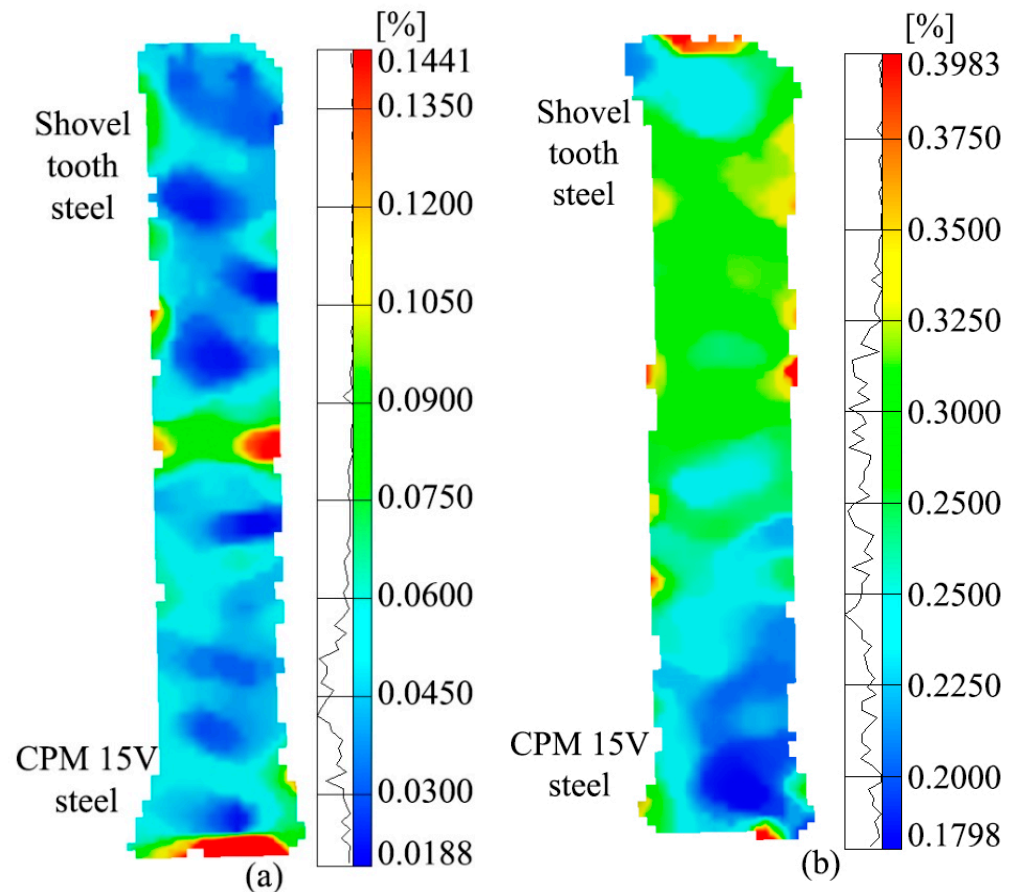 [%]
0.1441
0.1350
0.1200
0.1050
0.0900
0.0750
0.0600
0.0450
0.0300
0.0188
Shovel
tooth
steel
CPM 15V
steel
(a)
[%]
0.3983
0.3750
0.3500
0.3250
0.3000
0.2500
0.2500
0.2250
0.2000
0.1798
Shovel
tooth
steel
CPM 15V
steel
(b)